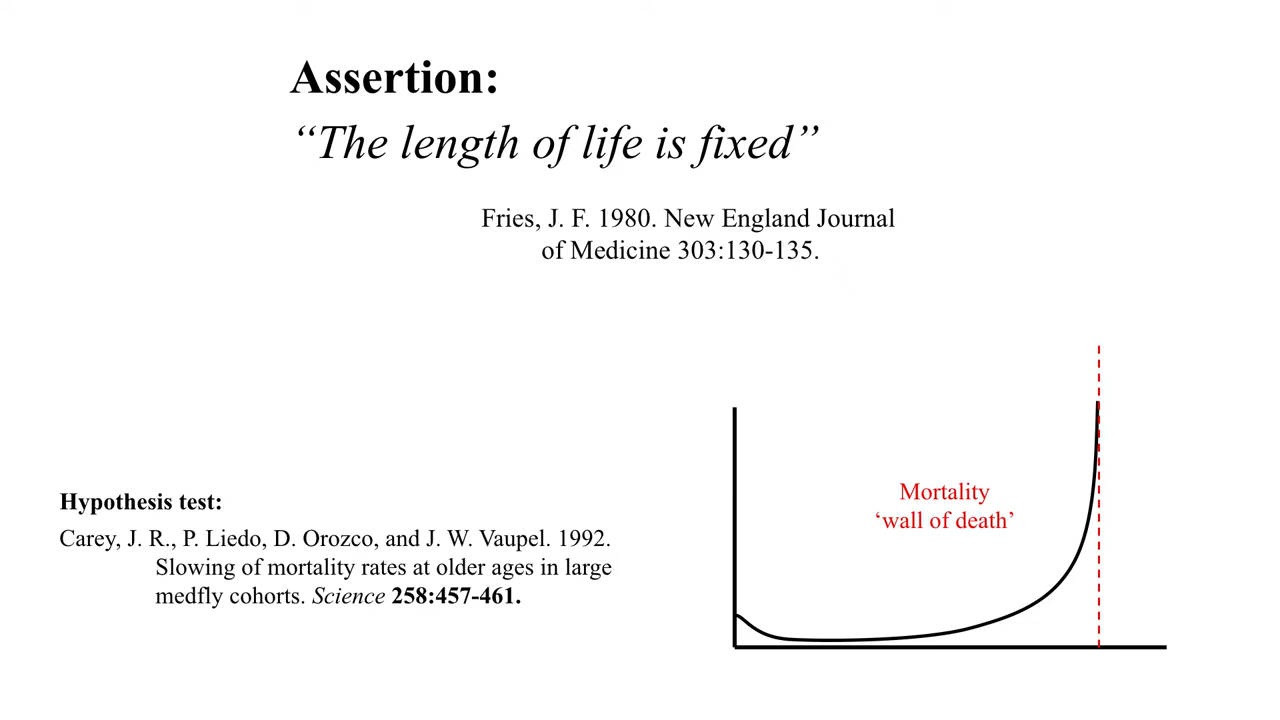 Assertion:
“The length of life is fixed”
Fries, J. F. 1980. New England Journal
of Medicine 303:130-135.
Mortality
‘wall of death’
Hypothesis test:
Carey, J. R., P. Liedo, D. Orozco, and J. W. Vaupel. 1992.
Slowing of mortality rates at older ages in large
medfly cohorts. Science 258:457-461.